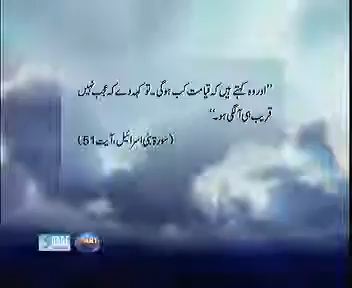 ’’اور وہ کہتے ہیں کہ قیامت کب ہوگی۔ تو کہہ دے کہ عجب نہیں
قریب ہی آلگی ہو۔‘‘
(سورۃ بنی اسرائیل، آیت 51)